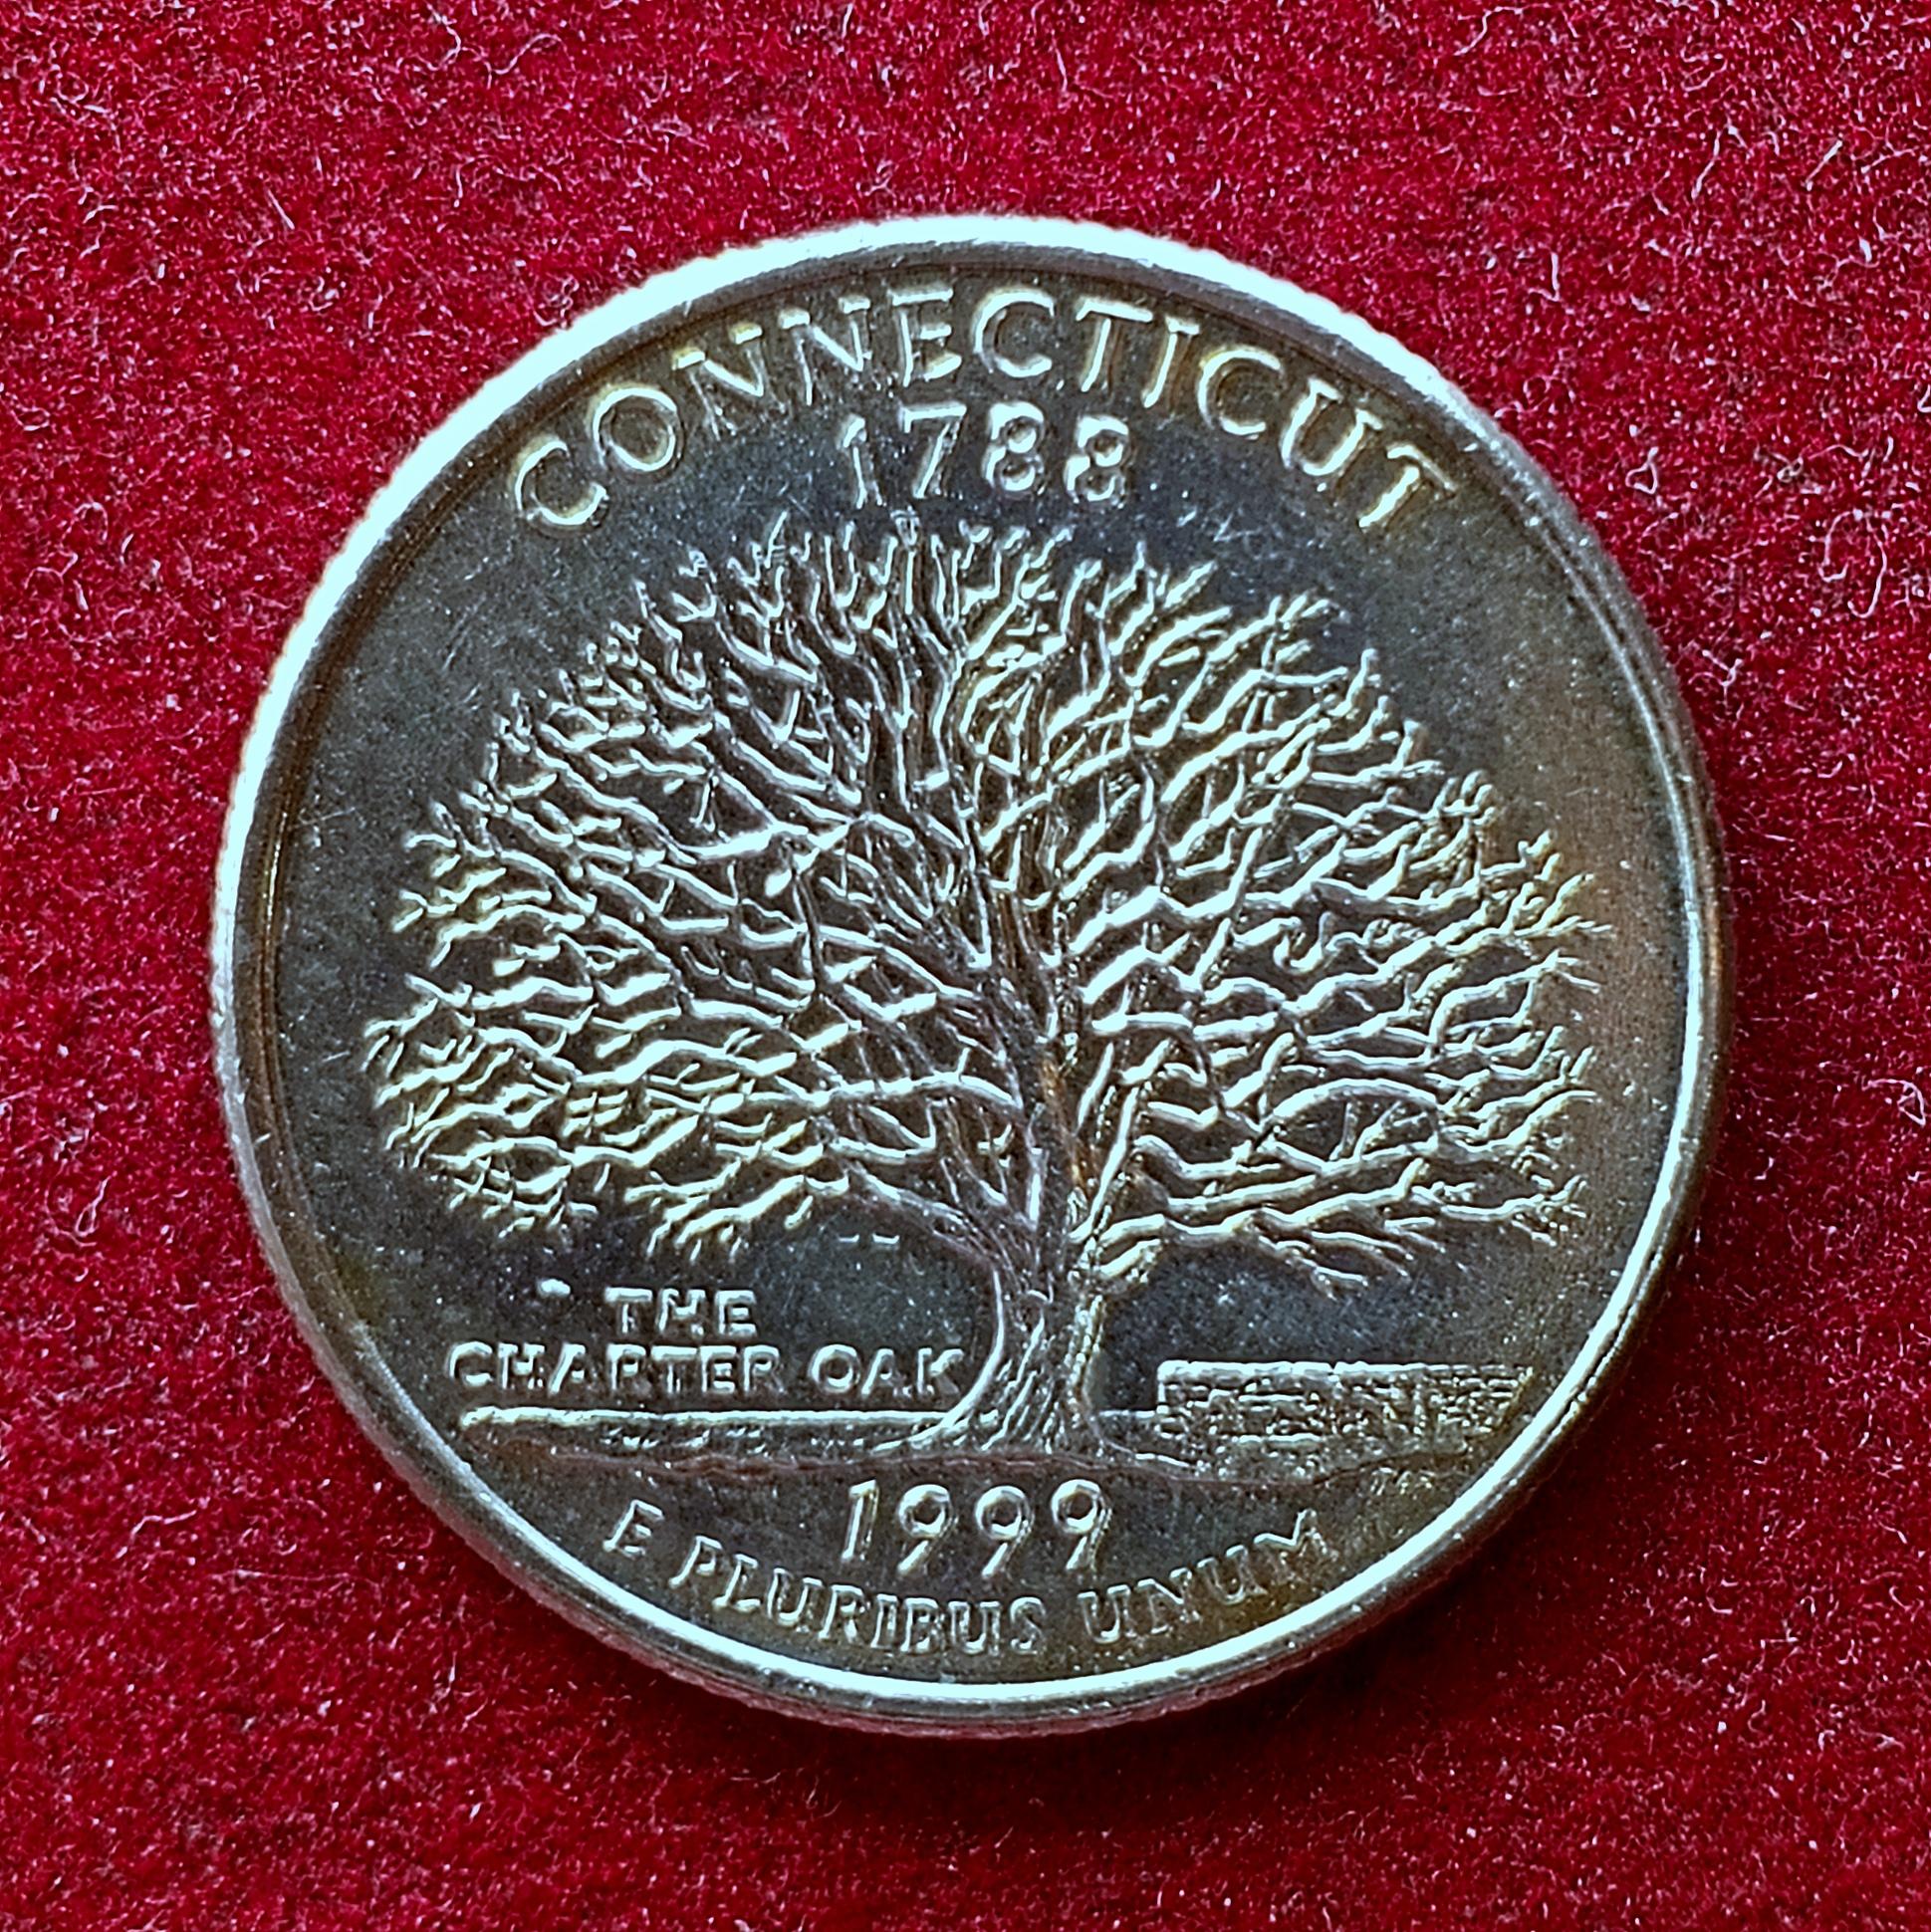 CONNECTICUT
1788
THE
CHARTER OAK
1999
E PLURIBUS UNUM